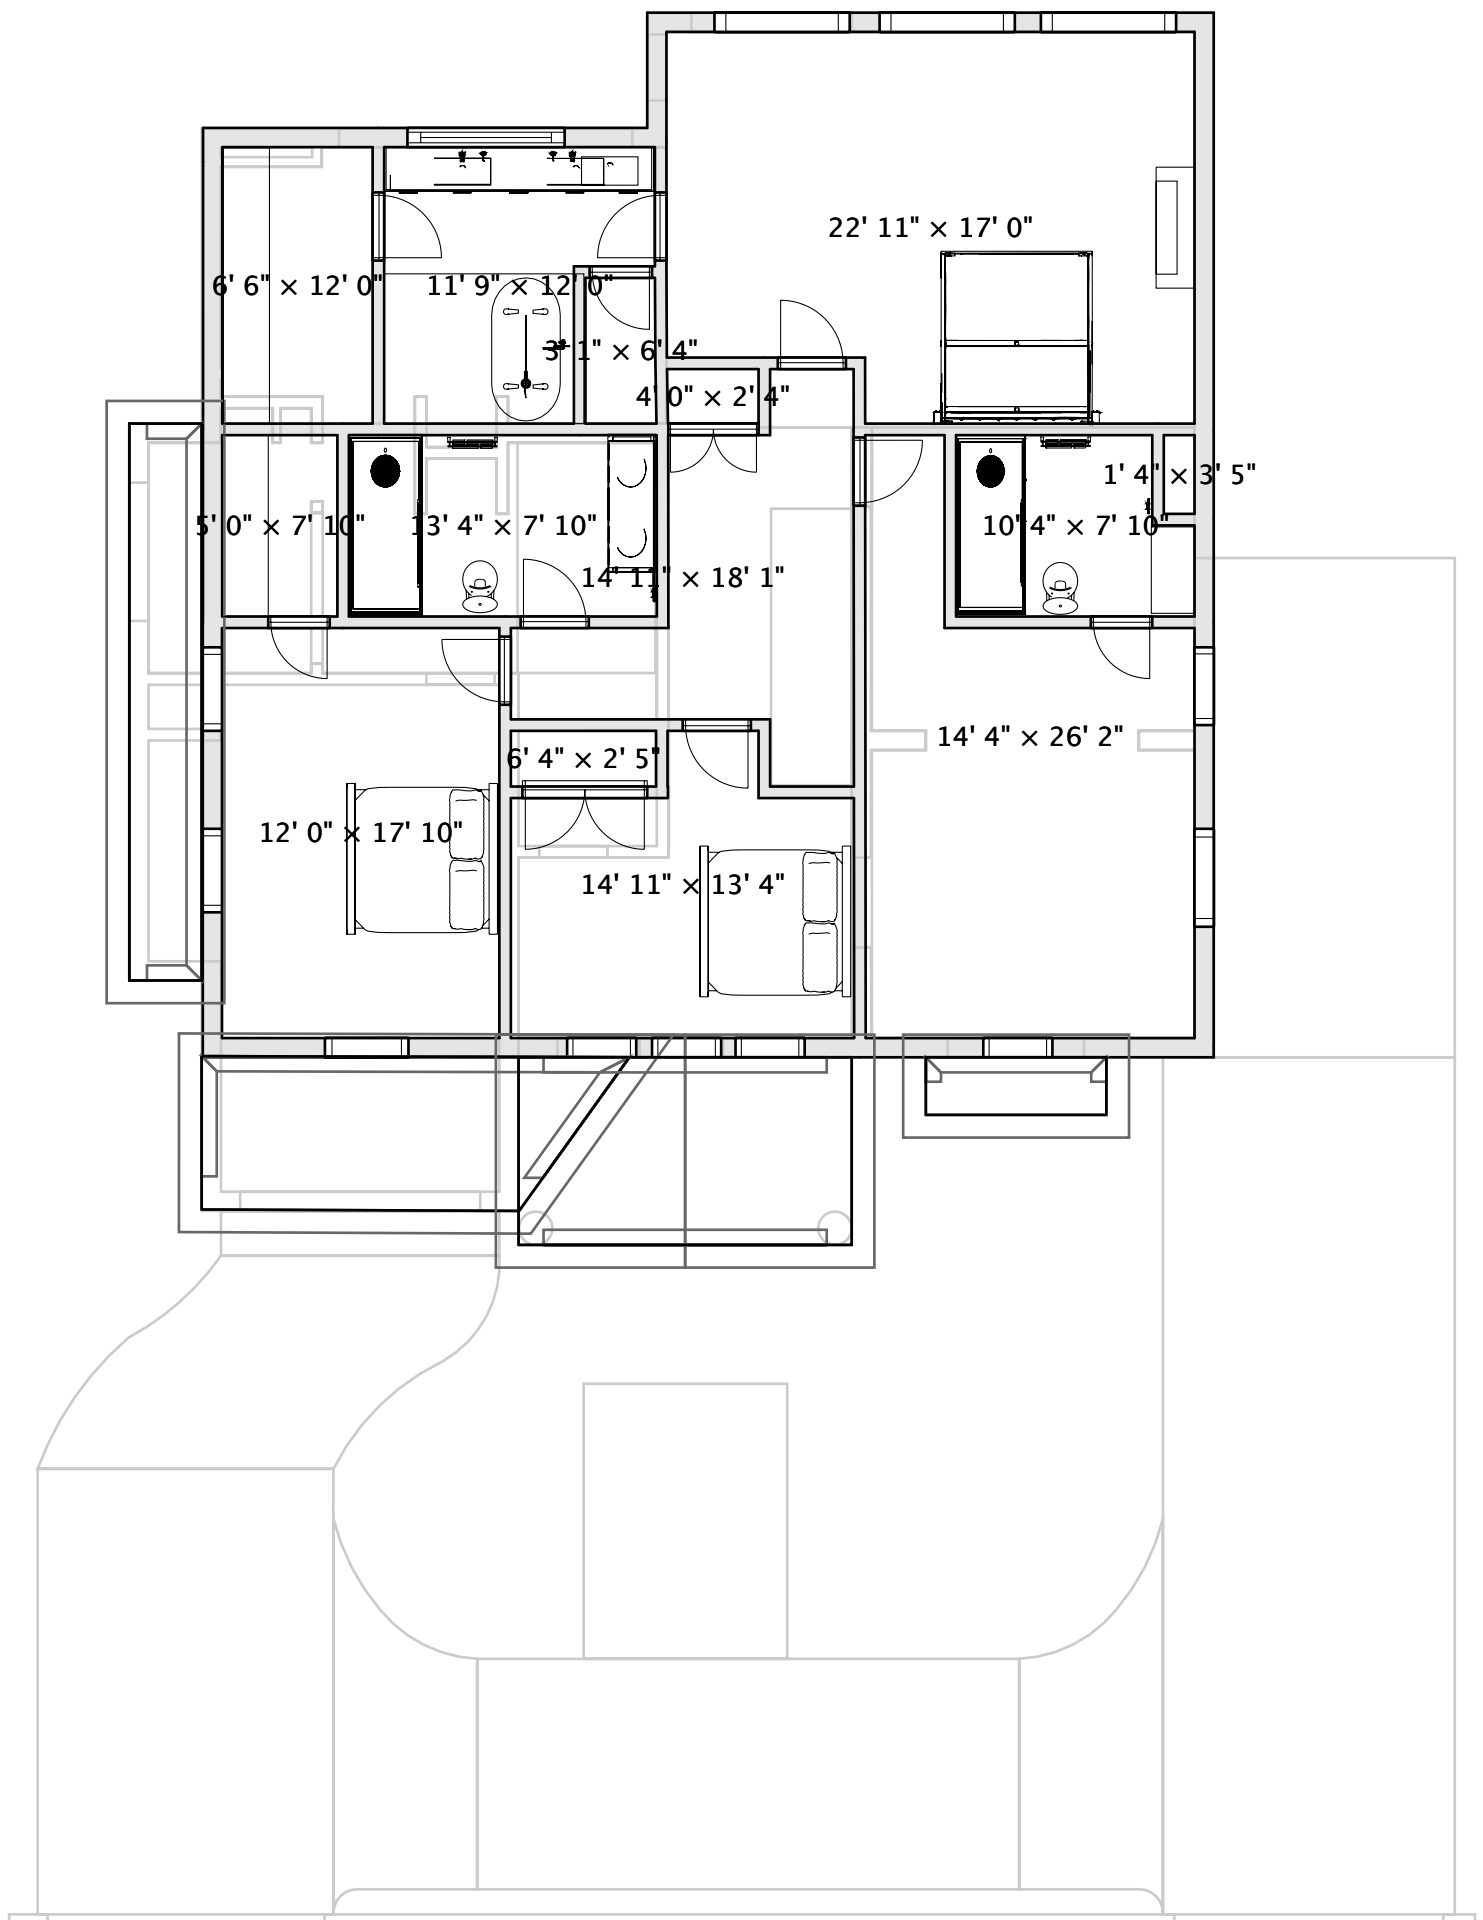 22' 11" × 17' 0"
6' 6" × 12' 0"
11' 9" × 12' 0"
3' 1" × 6' 4"
4' 0" × 2' 4"
1' 4" × 3' 5"
5' 0" × 7' 10"
13' 4" × 7' 10"
10' 4" × 7' 10"
14' 11" × 18' 1"
14' 4" × 26' 2"
6' 4" × 2' 5"
12' 0" × 17' 10"
14' 11" × 13' 4"